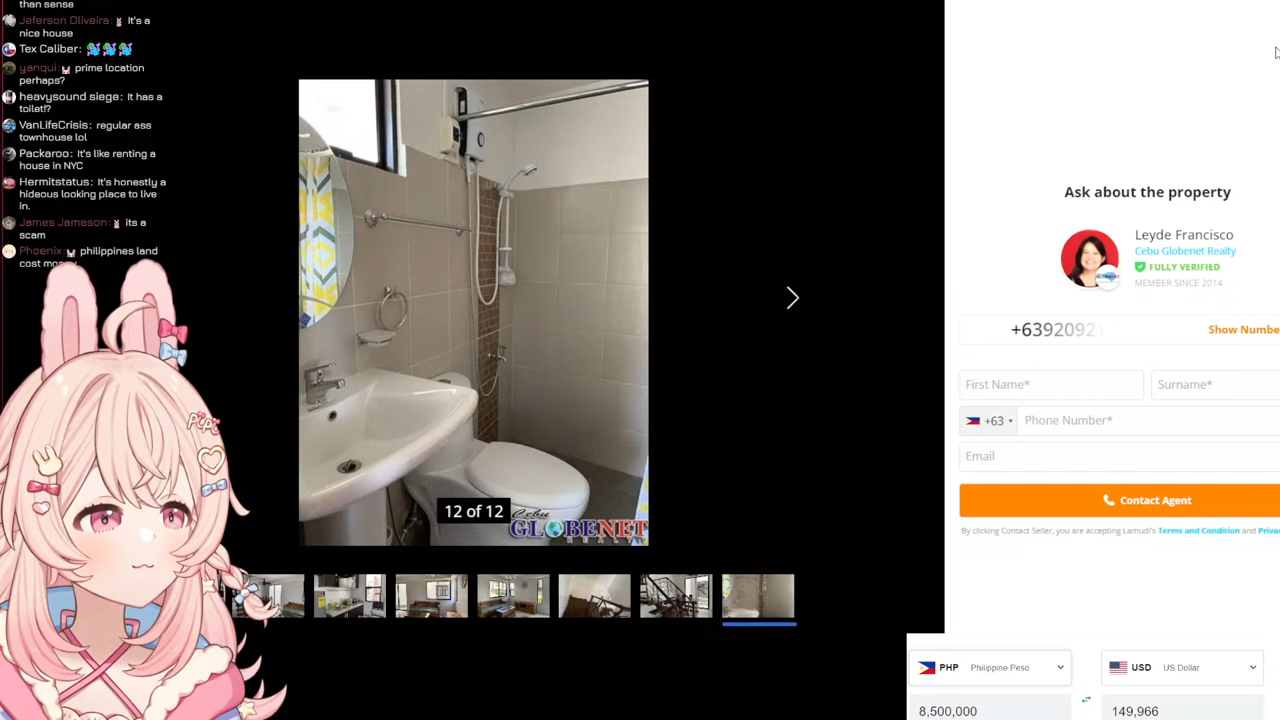 than sense
Jeferson Oliveira: It's a
nice house
Tex Caliber:
yanqui: prime location
perhaps?
heavysound siege: It has a
toilet!?
VanLifeCrisis: regular ass
townhouse lol
Packaroo: It's like renting a
house in NYC
Hermitstatus: It's honestly a
hideous looking place to live
in.
James Jameson: its a
scam
Phoenix: philippines land
cost
PiPi
12 of 12
Cebu
GLOBENET
Ask about the property
Leyde Francisco
Cebu Globenet Realty
FULLY VERIFIED
MEMBER SINCE 2014
+6392092
Show Numbe
First Name*
Surname*
+63
Phone Number*
Email
Contact Agent
By clicking Contact Seller, you are accepting Lamudi's Terms and Condition and Priva
PHP Philippine Peso
USD US Dollar
8,500,000
149,966